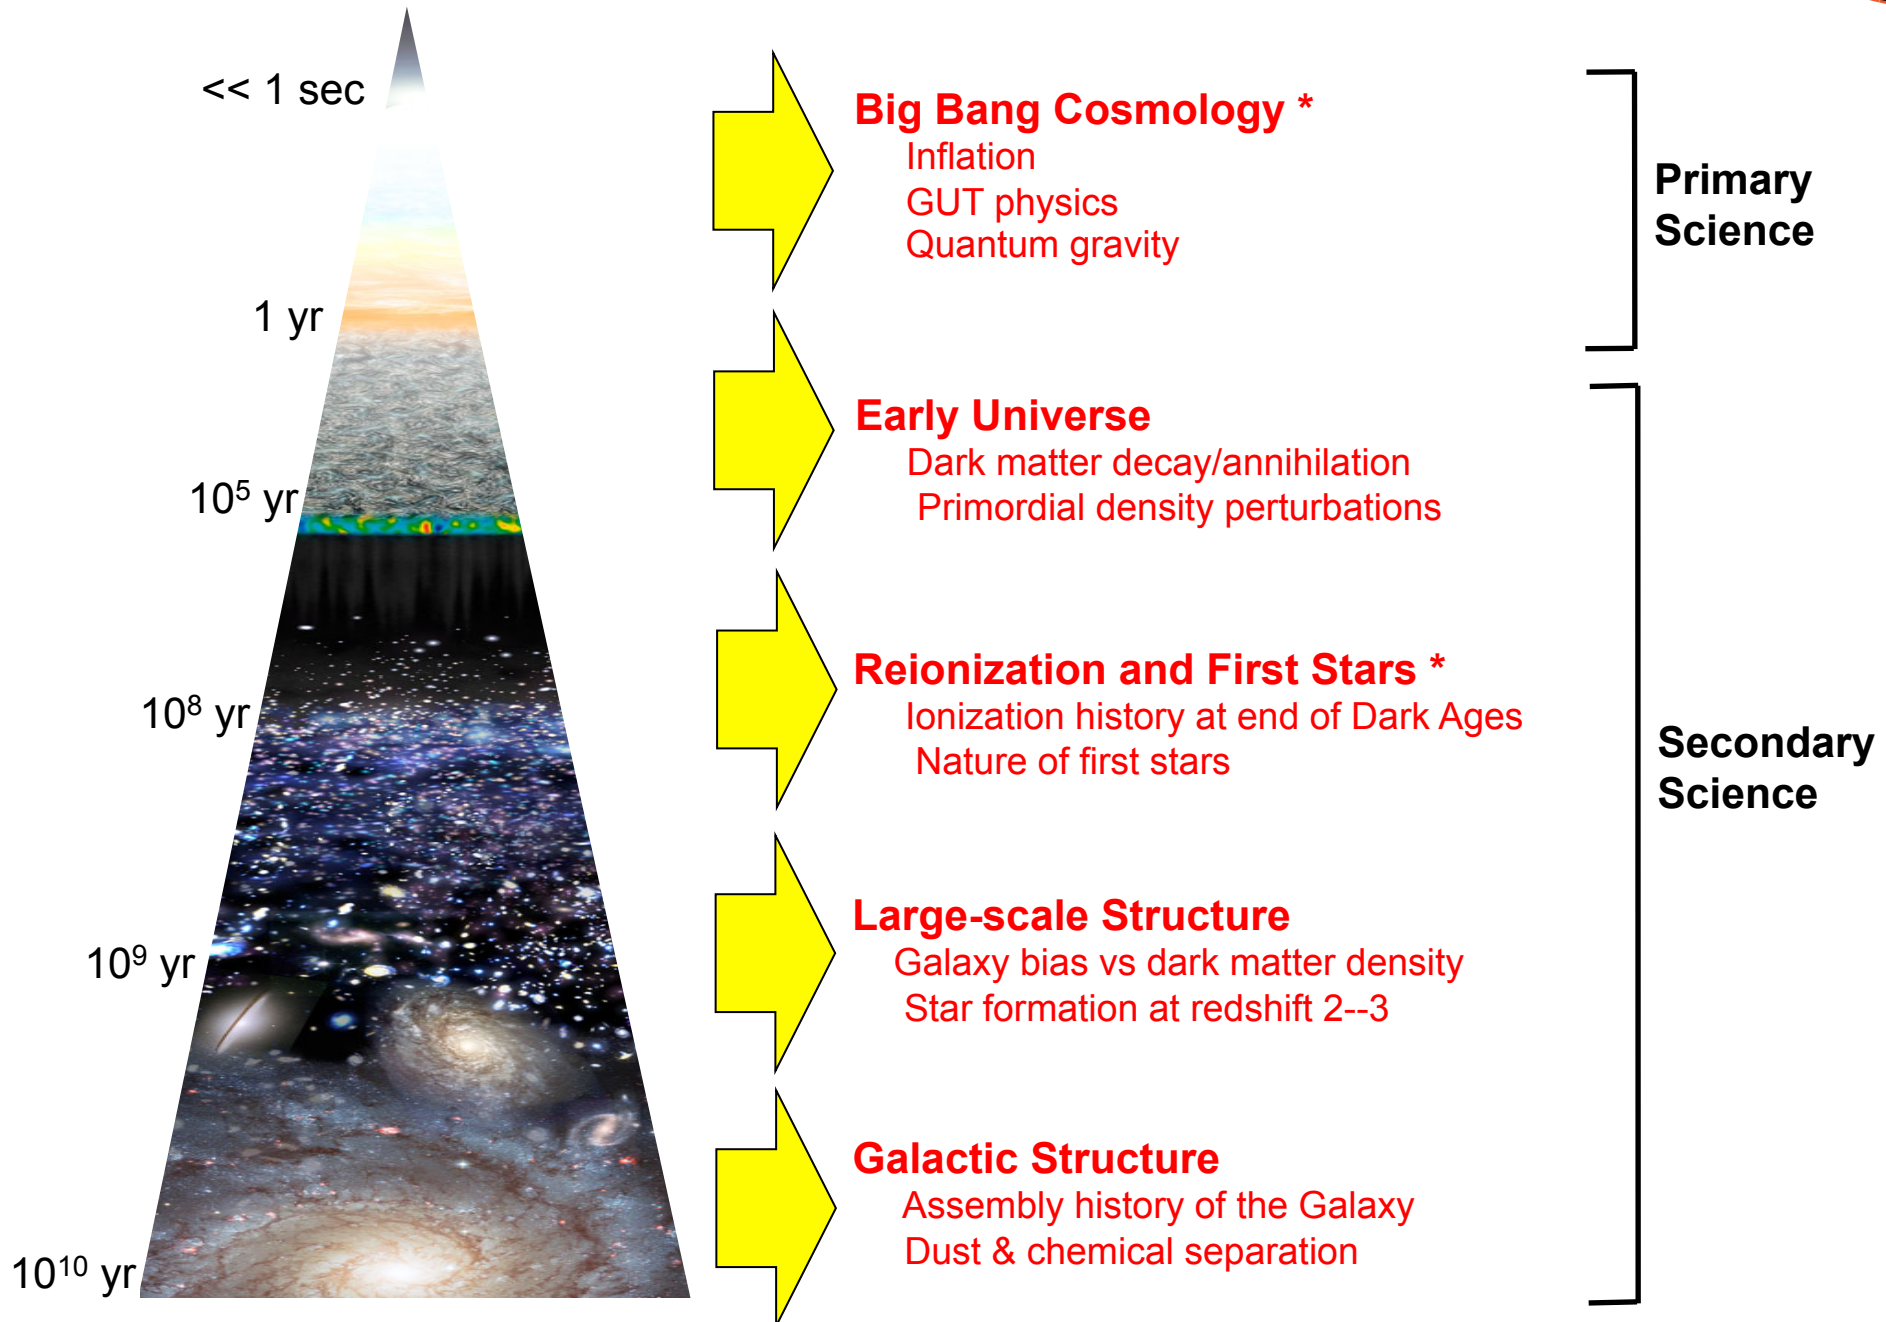 << 1 sec
1 yr
10⁵ yr
10⁸ yr
10⁹ yr
10¹⁰ yr
Big Bang Cosmology *
Inflation
GUT physics
Quantum gravity
Early Universe
Dark matter decay/annihilation
Primordial density perturbations
Reionization and First Stars *
Ionization history at end of Dark Ages
Nature of first stars
Large-scale Structure
Galaxy bias vs dark matter density
Star formation at redshift 2--3
Galactic Structure
Assembly history of the Galaxy
Dust & chemical separation
Primary
Science
Secondary
Science